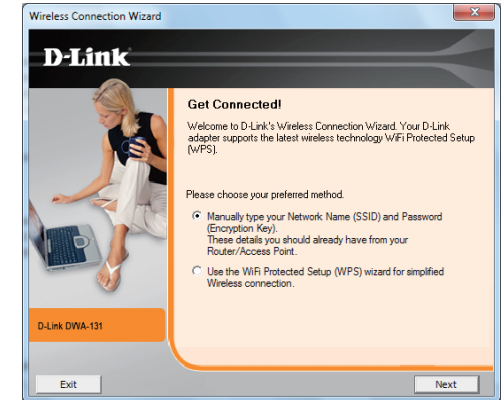 Wireless Connection Wizard
D-Link
Get Connected!
Welcome to D-Link's Wireless Connection Wizard. Your D-Link
adapter supports the latest wireless technology WiFi Protected Setup
(WPS).
Please choose your preferred method.
Manually type your Network Name (SSID) and Password
(Encryption Key).
These details you should already have from your
Router/Access Point.
Use the WiFi Protected Setup (WPS) wizard for simplified
Wireless connection.
D-Link DWA-131
Exit
Next